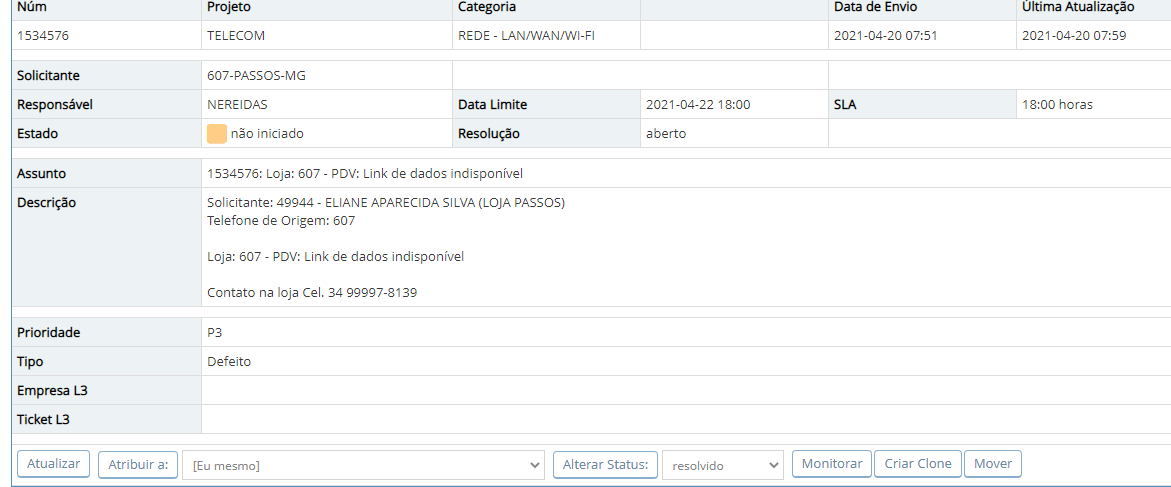 Núm Projeto Categoria Data de Envio Última Atualização
1534576 TELECOM REDE - LAN/WAN/WI-FI 2021-04-20 07:51 2021-04-20 07:59
Solicitante 607-PASSOS-MG
Responsável NEREIDAS Data Limite 2021-04-22 18:00 SLA 18:00 horas
Estado não iniciado Resolução aberto
Assunto 1534576: Loja: 607 - PDV: Link de dados indisponível
Descrição Solicitante: 49944 - ELIANE APARECIDA SILVA (LOJA PASSOS)
Telefone de Origem: 607
Loja: 607 - PDV: Link de dados indisponível
Contato na loja Cel. 34 99997-8139
Prioridade P3
Tipo Defeito
Empresa L3
Ticket L3
Atualizar Atribuir a: [Eu mesmo] Alterar Status: resolvido Monitorar Criar Clone Mover